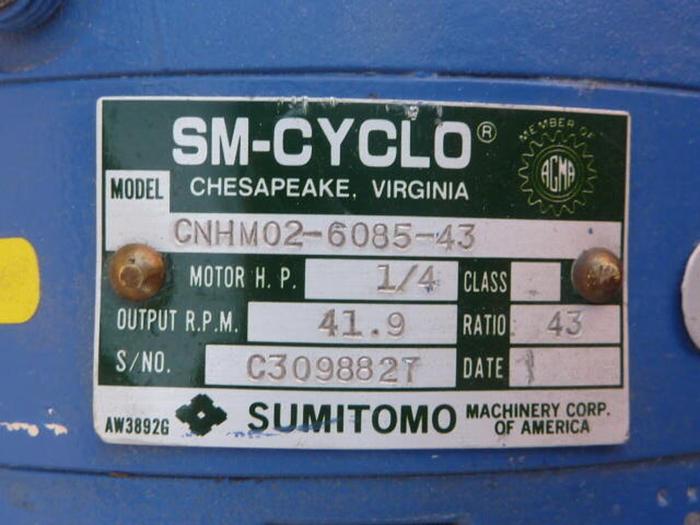 SM-CYCLO®
MEMBER OF
AGMA
MODEL
CHESAPEAKE, VIRGINIA
CNHM02-6085-43
MOTOR H. P. 1/4 CLASS
OUTPUT R.P.M. 41.9 RATIO 43
S/NO. C3098827 DATE
AW3892G SUMITOMO MACHINERY CORP.
OF AMERICA